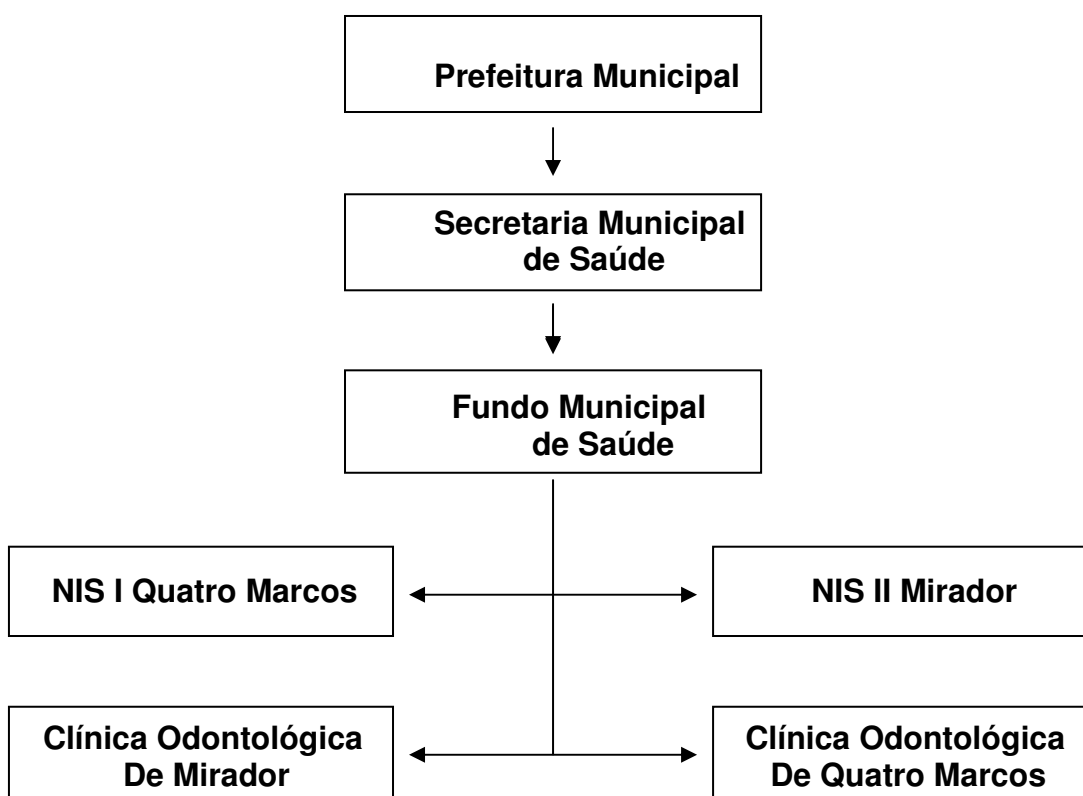 Prefeitura Municipal
Secretaria Municipal
de Saúde
Fundo Municipal
de Saúde
NIS I Quatro Marcos
NIS II Mirador
Clínica Odontológica
De Mirador
Clínica Odontológica
De Quatro Marcos